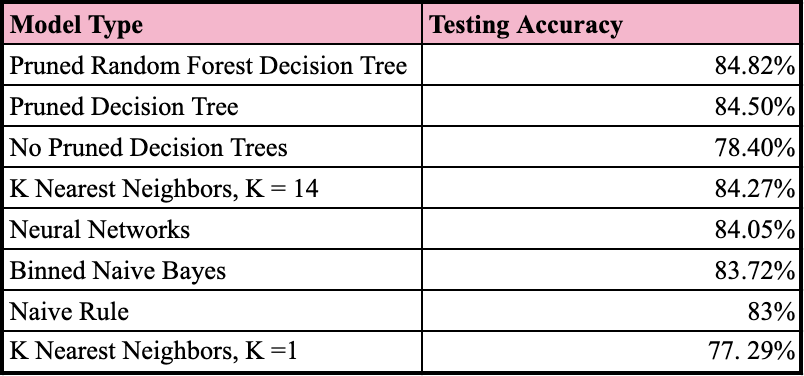 Model Type Testing Accuracy
Pruned Random Forest Decision Tree 84.82%
Pruned Decision Tree 84.50%
No Pruned Decision Trees 78.40%
K Nearest Neighbors, K = 14 84.27%
Neural Networks 84.05%
Binned Naive Bayes 83.72%
Naive Rule 83%
K Nearest Neighbors, K =1 77. 29%